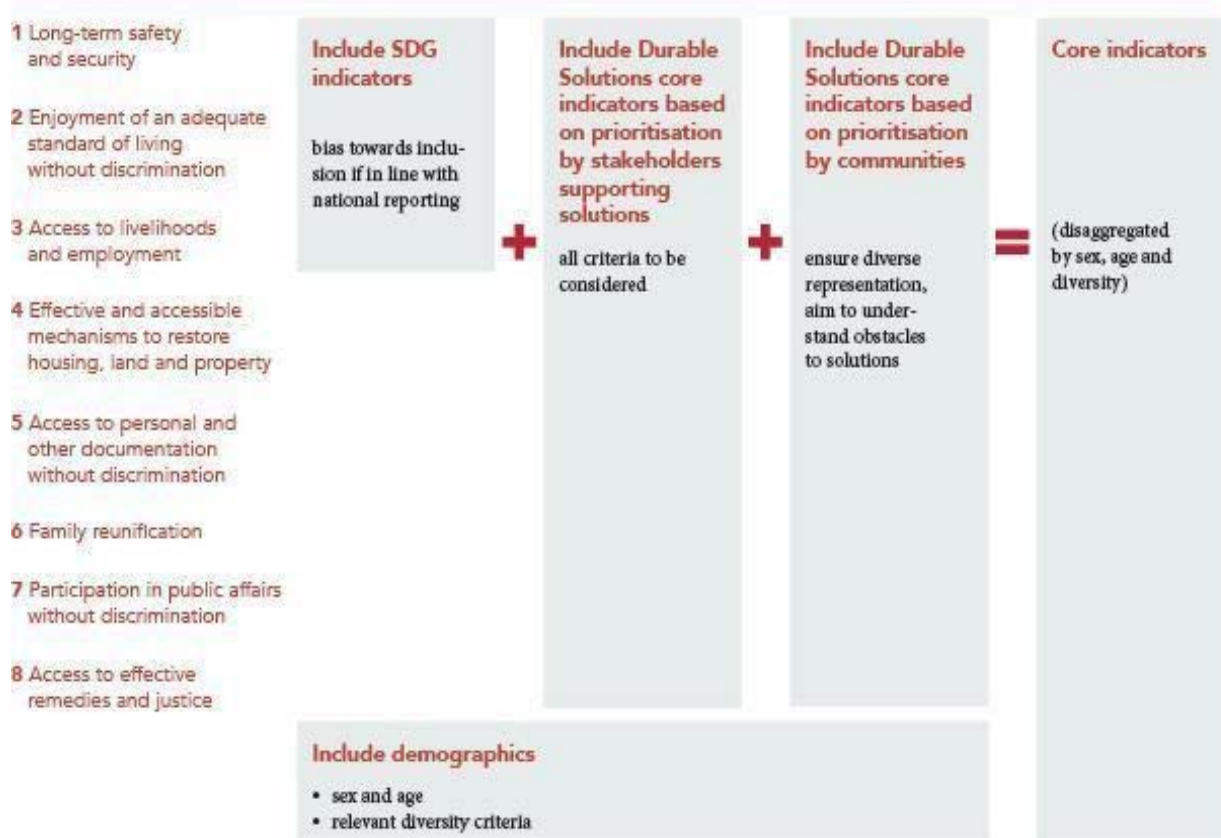 1 Long-term safety
and security
2 Enjoyment of an adequate
standard of living
without discrimination
3 Access to livelihoods
and employment
4 Effective and accessible
mechanisms to restore
housing, land and property
5 Access to personal and
other documentation
without discrimination
6 Family reunification
7 Participation in public affairs
without discrimination
8 Access to effective
remedies and justice
Include SDG
indicators
bias towards inclu-
sion if in line with
national reporting
+
Include Durable
Solutions core
indicators based
on prioritisation
by stakeholders
supporting
solutions
all criteria to be
considered
+
Include Durable
Solutions core
indicators based
on prioritisation
by communities
ensure diverse
representation,
aim to under-
stand obstacles
to solutions
=
Core indicators
(disaggregated
by sex, age and
diversity)
Include demographics
• sex and age
• relevant diversity criteria